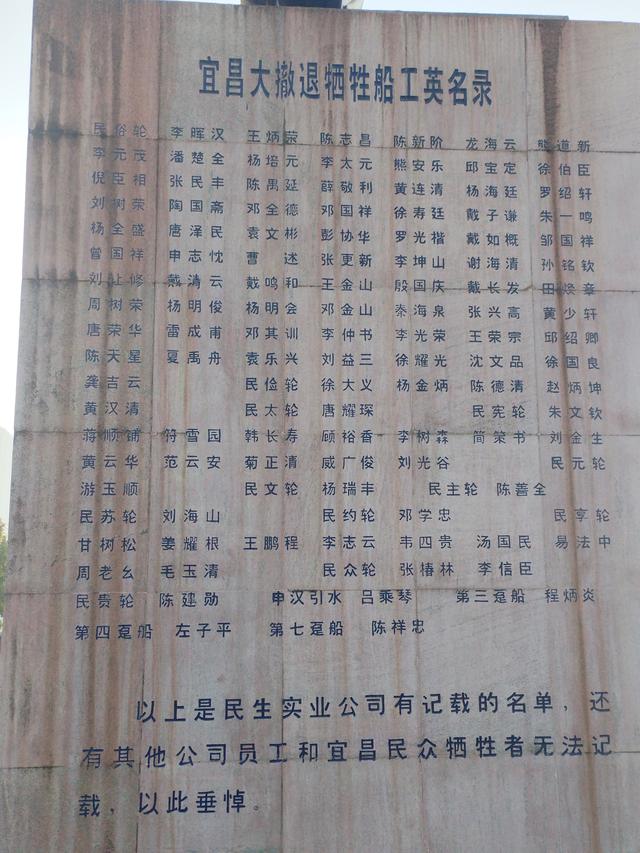 宜昌大撤退牺牲船工英名录
民俗轮 李晖汉 王炳荣 陈志昌 陈新阶 龙海云 熊道新
李元茂 潘楚全 杨培元 李太元 熊安乐 邱宝定 徐伯臣
倪臣相 张民丰 陈禺延 薛敬利 黄连清 杨海廷 罗绍轩
刘树荣 陶国斋 邓全德 邓国祥 徐寿廷 戴子谦 朱一鸣
杨全盛 唐泽民 袁文彬 彭协华 罗光楷 戴如概 邹国祥
曾国祥 申志忱 曹述 张更新 李坤山 谢海清 孙铭钦
刘让修 戴清云 戴鸣和 王金山 殷国庆 戴长发 田焕章
周树荣 杨明俊 杨明会 邓金山 秦海泉 张兴高 黄少轩
唐荣华 雷成甫 邓其训 李仲书 李光荣 王荣宗 邱绍卿
陈天星 夏禹舟 袁乐兴 刘益三 徐耀光 沈文品 徐国良
龚吉云 民俭轮 徐大义 杨金炳 陈德清 赵炳坤
黄汉清 民太轮 唐耀琛 民宪轮 朱文钦
蒋顺铺 符雪园 韩长寿 顾裕香 李树森 简策书 刘金生
黄云华 范云安 菊正清 威广俊 刘光谷 民元轮
游玉顺 民文轮 杨瑞丰 民主轮 陈善全
民苏轮 刘海山 民约轮 邓学忠 民享轮
甘树松 姜耀根 王鹏程 李志云 韦四贵 汤国民 易法中
周老幺 毛玉清 民众轮 张椿林 李信臣
民贵轮 陈建勋 申汉引水 吕乘琴 第三趸船 程炳炎
第四趸船 左子平 第七趸船 陈祥忠
以上是民生实业公司有记载的名单，还
有其他公司员工和宜昌民众牺牲者无法记
载，以此垂悼。